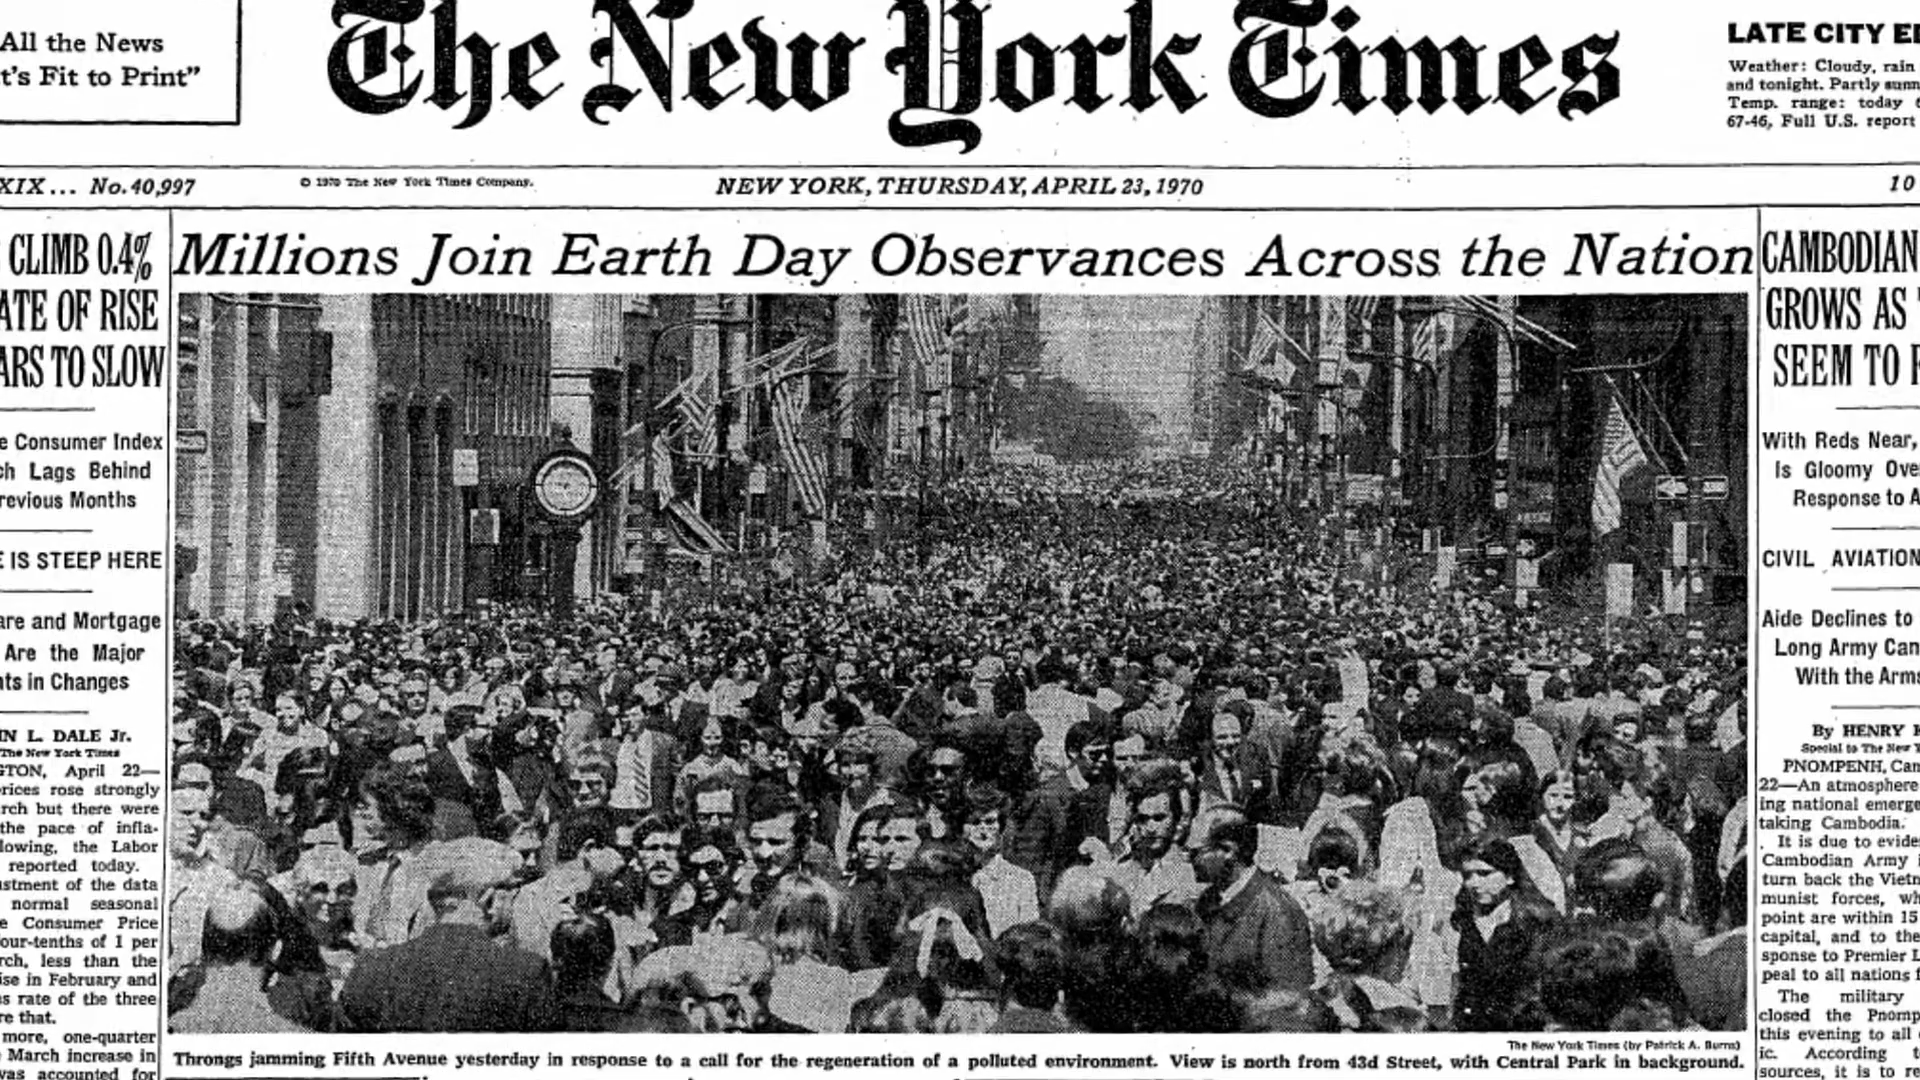 All the News
t's Fit to Print"
The New York Times
LATE CITY
Weather: Cloudy, rain
and tonight. Partly sunn
Temp. range: today
67-46, Full U.S. report
XIX... No. 40,997
© 1970 The New York Times Company.
NEW YORK, THURSDAY, APRIL 23, 1970
10
CLIMB 0.4%
ATE OF RISE
ARS TO SLOW
e Consumer Index
ch Lags Behind
revious Months
E IS STEEP HERE
are and Mortgage
Are the Major
nts in Changes
IN L. DALE Jr.
The New York Times
GTON, April 22—
rices rose strongly
rch but there were
the pace of infla-
lowing, the Labor
reported today.
ustment of the data
normal seasonal
e Consumer Price
four-tenths of 1 per
rch, less than the
ise in February and
s rate of the three
re that.
more, one-quarter
March increase in
was accounted for
Millions Join Earth Day Observances Across the Nation
The New York Times (by Patrick A. Burns)
Throngs jamming Fifth Avenue yesterday in response to a call for the regeneration of a polluted environment. View is north from 43d Street, with Central Park in background.
CAMBODIAN
GROWS AS
SEEM TO
With Reds Near,
Is Gloomy Ove
Response to A
CIVIL AVIATION
Aide Declines to
Long Army Can
With the Arms
By HENRY
Special to The New Y
PNOMPENH, Cam
22—An atmosphere
ing national emerge
taking Cambodia.
It is due to evide
Cambodian Army
turn back the Vietn
munist forces, wh
point are within 15
capital, and to the
sponse to Premier L
peal to all nations f
The military
closed the Pnomp
this evening to all
ic. According t
sources, it is to re